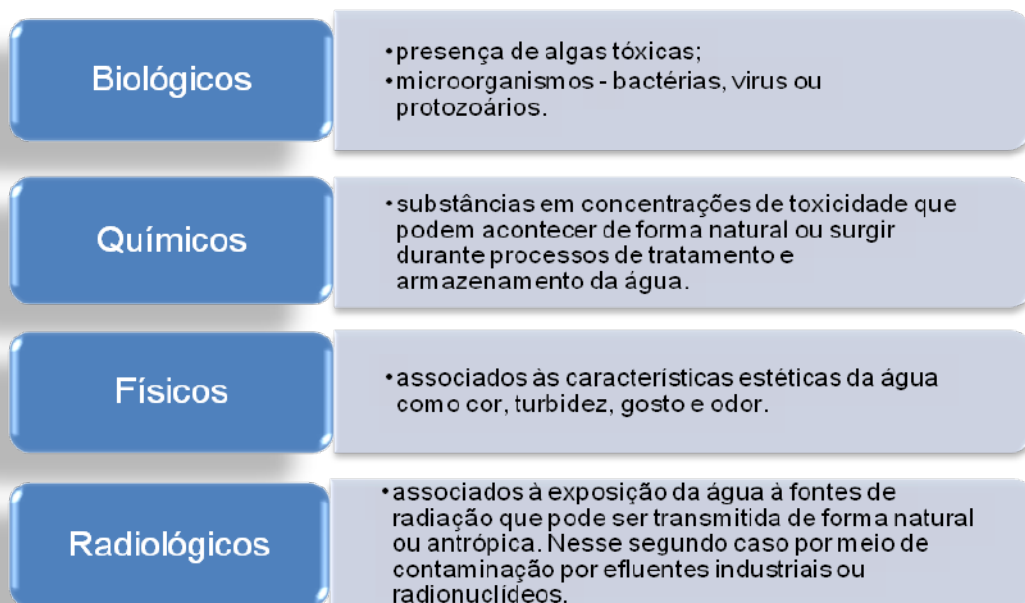 Biológicos
•presença de algas tóxicas;
•microorganismos - bactérias, virus ou
protozoários.
Químicos
•substâncias em concentrações de toxicidade que
podem acontecer de forma natural ou surgir
durante processos de tratamento e
armazenamento da água.
Físicos
•associados às características estéticas da água
como cor, turbidez, gosto e odor.
Radiológicos
•associados à exposição da água à fontes de
radiação que pode ser transmitida de forma natural
ou antrópica. Nesse segundo caso por meio de
contaminação por efluentes industriais ou
radionuclídeos.